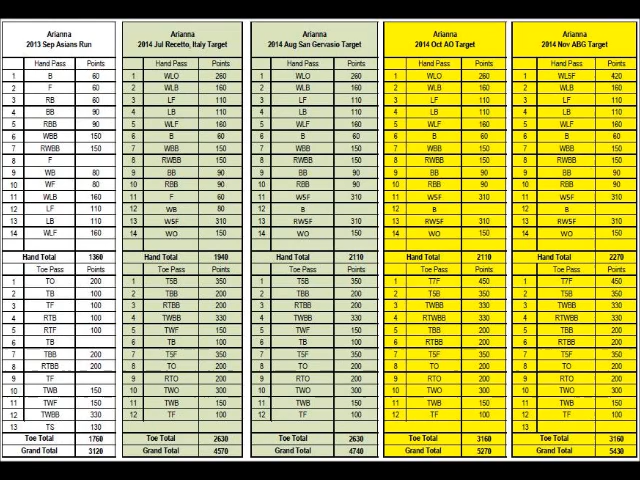 Arianna
2013 Sep Asians Run
Hand Pass Points
1 B 60
2 F 60
3 RB 60
4 BB 90
5 RBB 90
6 WBB 150
7 RWBB 150
8 F
9 WB 80
10 WF 80
11 WLB 160
12 LF 110
13 LB 110
14 WLF 160
Hand Total 1360
Toe Pass Points
1 TO 200
2 TB 100
3 TF 100
4 RTB 100
5 RTF 100
6 TB
7 TBB 200
8 RTBB 200
9 TF
10 TWB 150
11 TWF 150
12 TWBB 330
13 TS 130
Toe Total 1760
Grand Total 3120
Arianna
2014 Jul Recetto, Italy Target
Hand Pass Points
1 WLO 260
2 WLB 160
3 LF 110
4 LB 110
5 WLF 160
6 B 60
7 WBB 150
8 RWBB 150
9 BB 90
10 RBB 90
11 F 60
12 WB 80
13 W5F 310
14 WO 150
Hand Total 1940
Toe Pass Points
1 T5B 350
2 TBB 200
3 RTBB 200
4 TWBB 330
5 TWF 150
6 TB 100
7 T5F 350
8 TO 200
9 RTO 200
10 TWO 300
11 TWB 150
12 TF 100
Toe Total 2630
Grand Total 4570
Arianna
2014 Aug San Gervasio Target
Hand Pass Points
1 WLO 260
2 WLB 160
3 LF 110
4 LB 110
5 WLF 160
6 B 60
7 WBB 150
8 RWBB 150
9 BB 90
10 RBB 90
11 W5F 310
12 B
13 RW5F 310
14 WO 150
Hand Total 2110
Toe Pass Points
1 T5B 350
2 TBB 200
3 RTBB 200
4 TWBB 330
5 TWF 150
6 TB 100
7 T5F 350
8 TO 200
9 RTO 200
10 TWO 300
11 TWB 150
12 TF 100
Toe Total 2630
Grand Total 4740
Arianna
2014 Oct AO Target
Hand Pass Points
1 WLO 260
2 WLB 160
3 LF 110
4 LB 110
5 WLF 160
6 B 60
7 WBB 150
8 RWBB 150
9 BB 90
10 RBB 90
11 W5F 310
12 B
13 RW5F 310
14 WO 150
Hand Total 2110
Toe Pass Points
1 T7F 450
2 T5B 350
3 TWBB 330
4 RTWBB 330
5 TBB 200
6 RTBB 200
7 T5F 350
8 TO 200
9 RTO 200
10 TWO 300
11 TWB 150
12 TF 100
Toe Total 3160
Grand Total 5270
Arianna
2014 Nov ABG Target
Hand Pass Points
1 WL5F 420
2 WLB 160
3 LF 110
4 LB 110
5 WLF 160
6 B 60
7 WBB 150
8 RWBB 150
9 BB 90
10 RBB 90
11 W5F 310
12 B
13 RW5F 310
14 WO 150
Hand Total 2270
Toe Pass Points
1 T7F 450
2 T5B 350
3 TWBB 330
4 RTWBB 330
5 TBB 200
6 RTBB 200
7 T5F 350
8 TO 200
9 RTO 200
10 TWO 300
11 TWB 150
12 TF 100
13
Toe Total 3160
Grand Total 5430